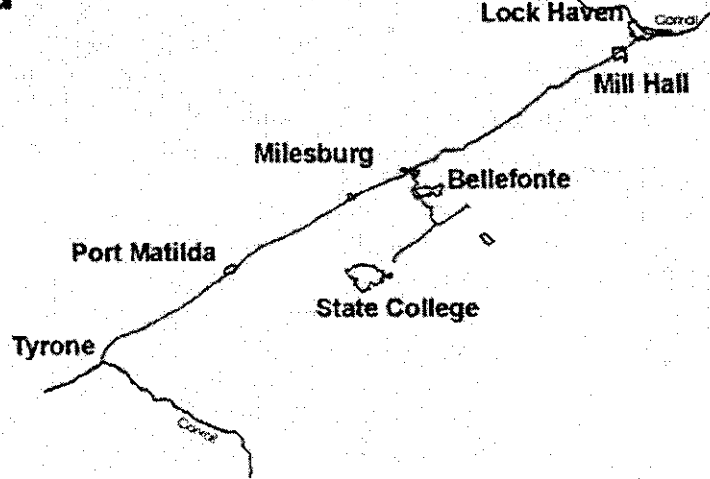 Lock Haven
Conrail
Mill Hall
Milesburg
Bellefonte
Port Matilda
State College
Tyrone
Conrail